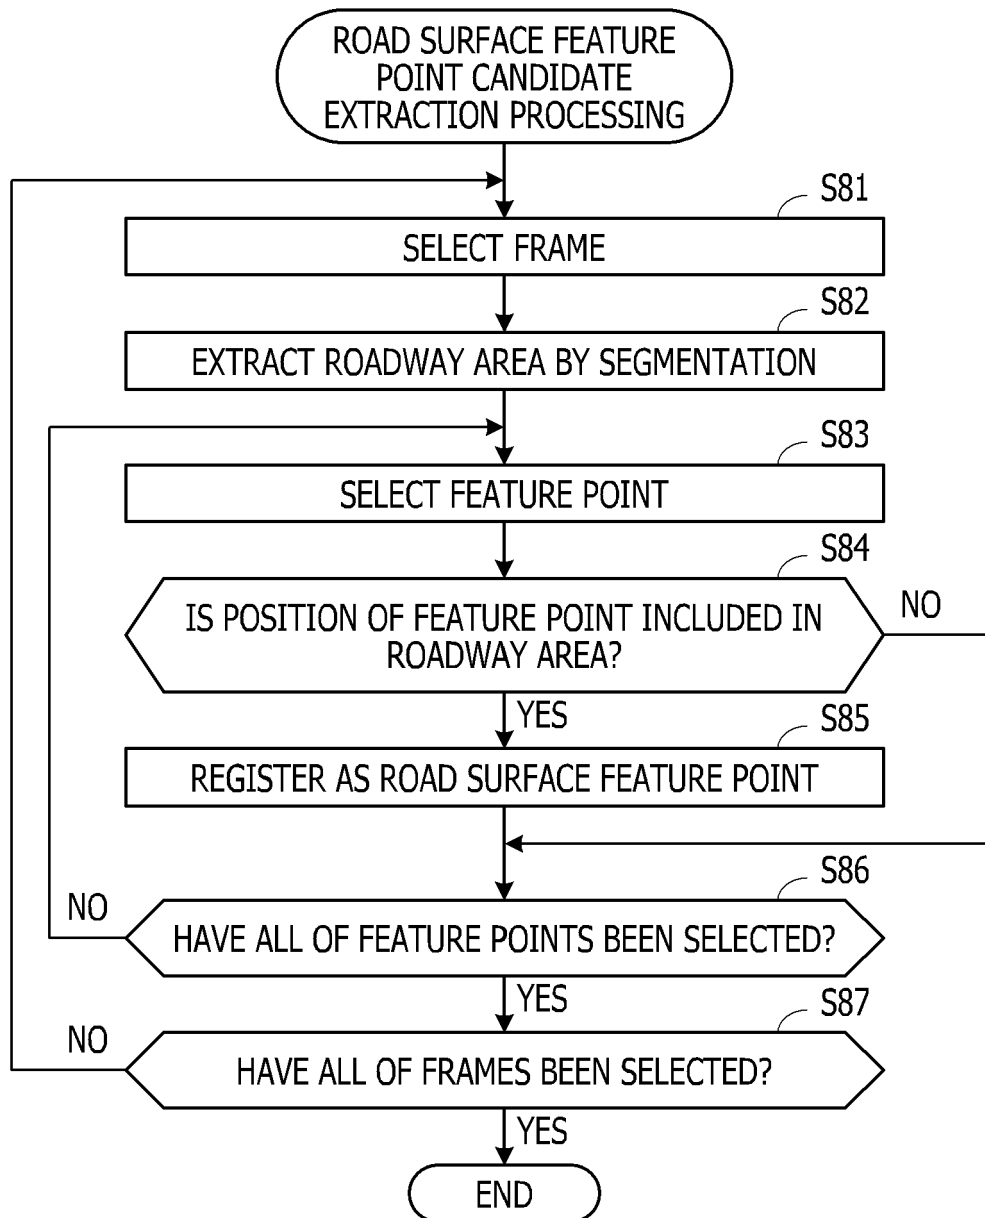 ROAD SURFACE FEATURE
POINT CANDIDATE
EXTRACTION PROCESSING
S81
SELECT FRAME
S82
EXTRACT ROADWAY AREA BY SEGMENTATION
S83
SELECT FEATURE POINT
S84
IS POSITION OF FEATURE POINT INCLUDED IN
ROADWAY AREA?
NO
YES
S85
REGISTER AS ROAD SURFACE FEATURE POINT
S86
NO
HAVE ALL OF FEATURE POINTS BEEN SELECTED?
YES
S87
NO
HAVE ALL OF FRAMES BEEN SELECTED?
YES
END